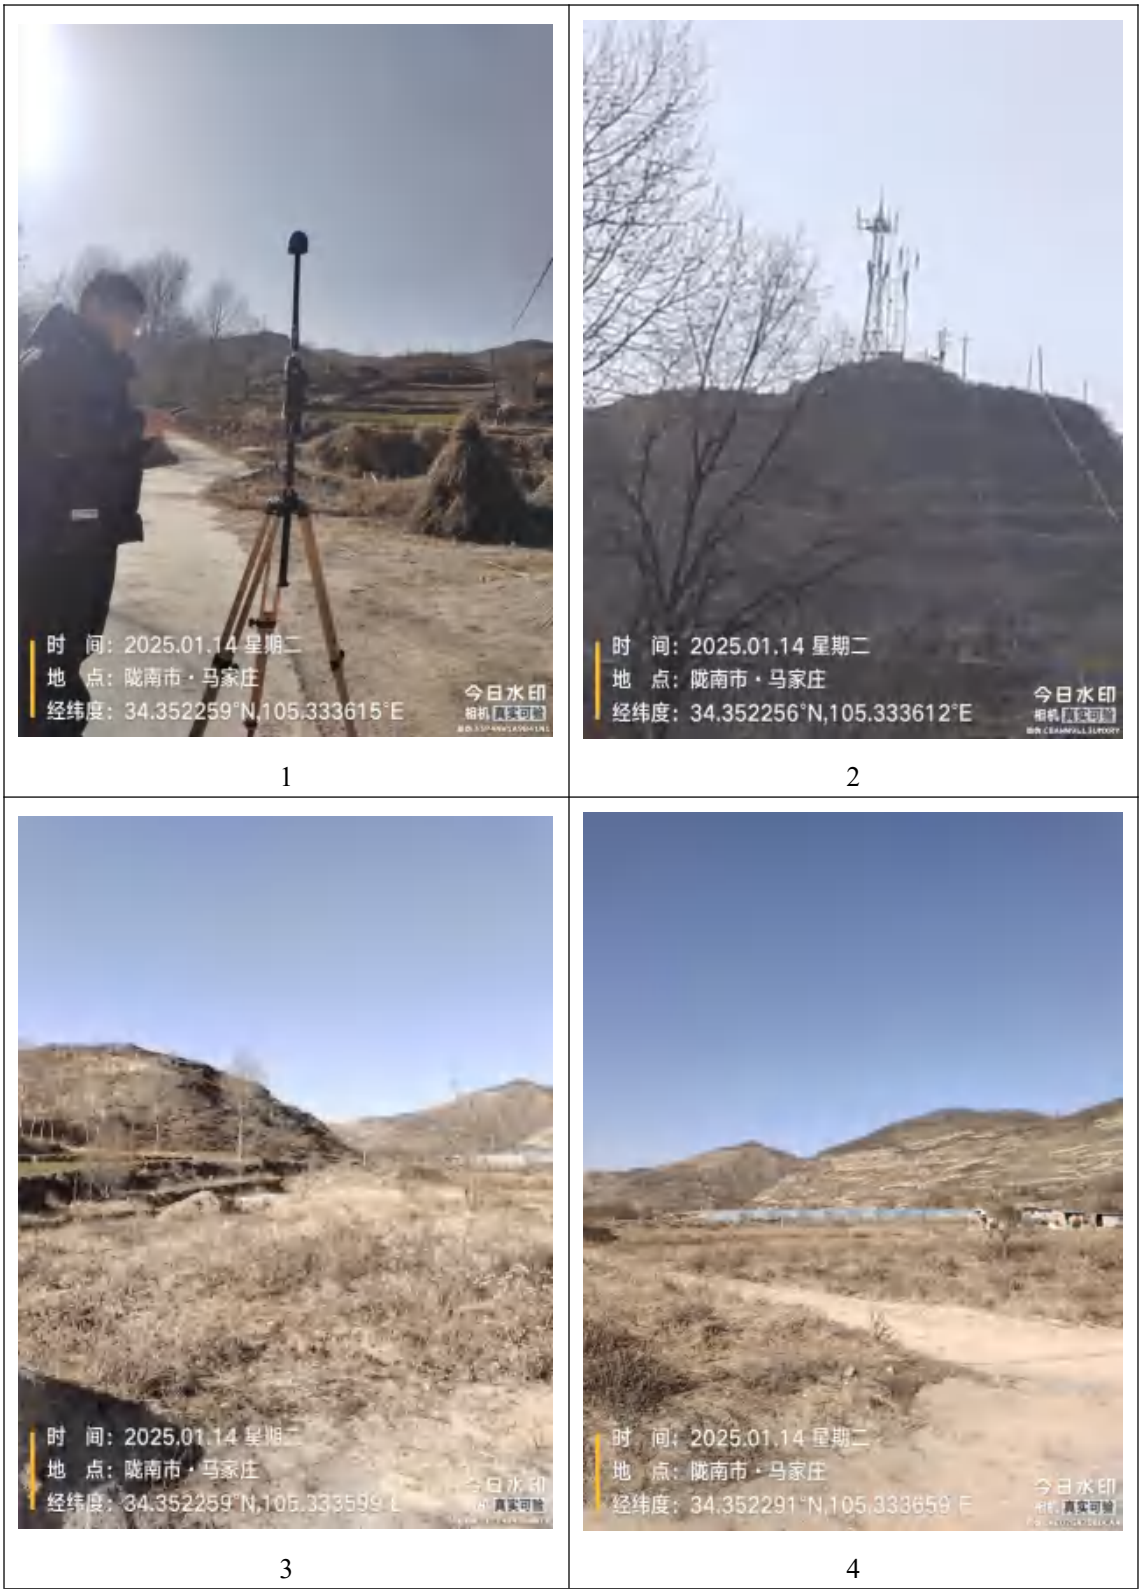 时 间：2025.01.14 星期二
地 点：陇南市·马家庄
经纬度：34.352259°N,105.333615°E
今日水印
相机 真实可验
1
时 间：2025.01.14 星期二
地 点：陇南市·马家庄
经纬度：34.352256°N,105.333612°E
今日水印
相机 真实可验
2
时 间：2025.01.14 星期二
地 点：陇南市·马家庄
经纬度：34.352259°N,105.333599°E
今日水印
相机 真实可验
3
时 间：2025.01.14 星期二
地 点：陇南市·马家庄
经纬度：34.352291°N,105.333659°E
今日水印
相机 真实可验
4